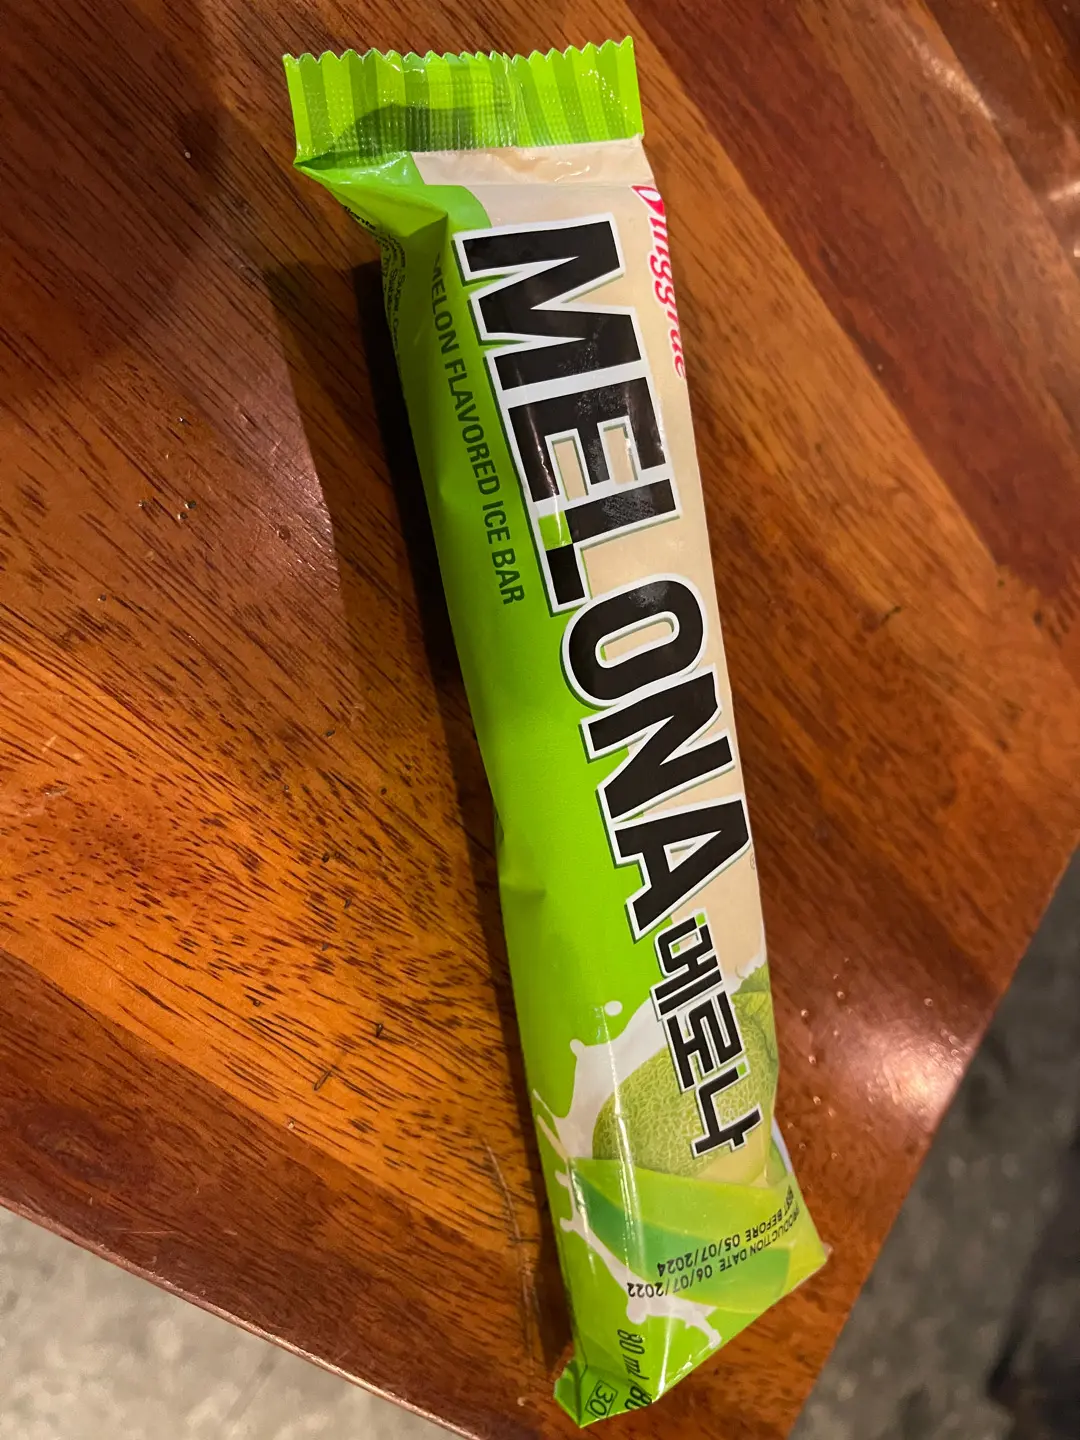 Binggrae
MELONA
메로나
MELON FLAVORED ICE BAR
PRODUCTION DATE 06/07/2022
BEST BEFORE 05/07/2024
80 ml
30